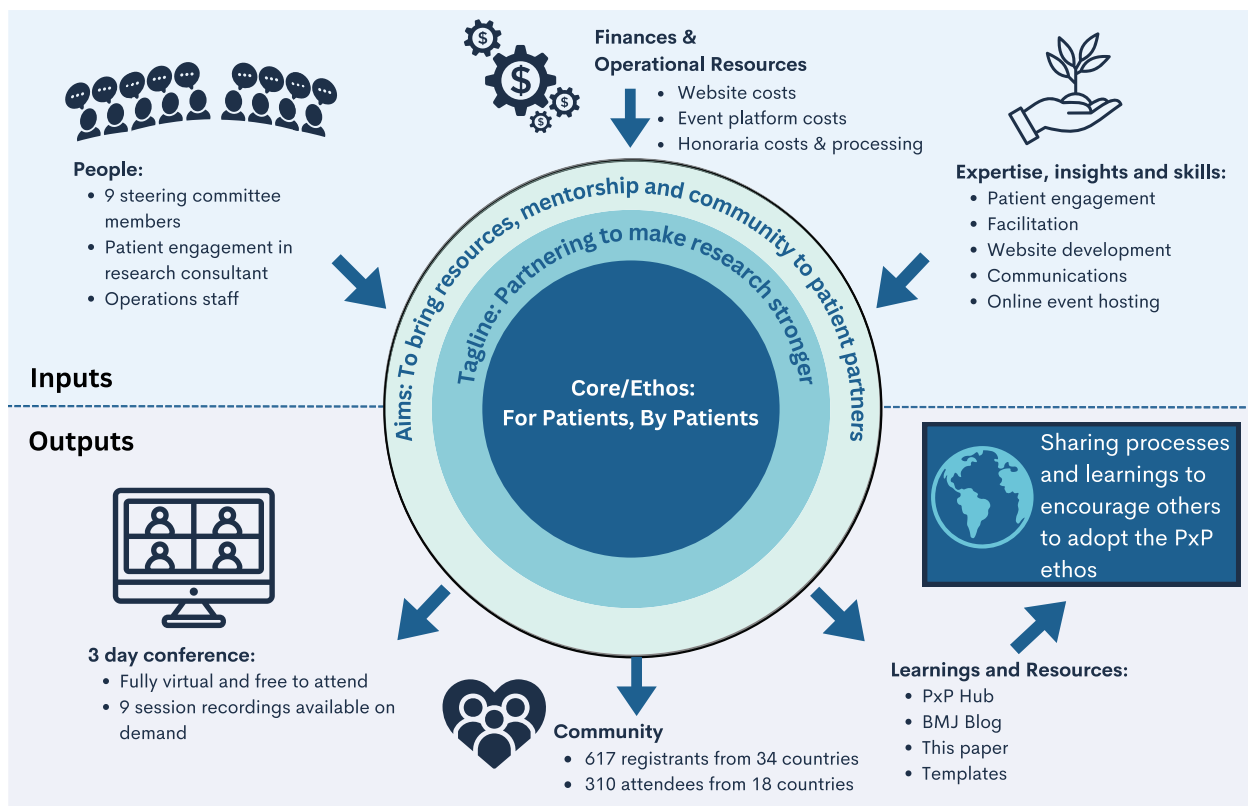 Finances &
Operational Resources
• Website costs
• Event platform costs
• Honoraria costs & processing
People:
• 9 steering committee
members
• Patient engagement in
research consultant
• Operations staff
Expertise, insights and skills:
• Patient engagement
• Facilitation
• Website development
• Communications
• Online event hosting
Aims: To bring resources, mentorship and community to patient partners
Tagline: Partnering to make research stronger
Core/Ethos:
For Patients, By Patients
Inputs
Outputs
Sharing processes
and learnings to
encourage others
to adopt the PxP
ethos
3 day conference:
• Fully virtual and free to attend
• 9 session recordings available on
demand
Community
• 617 registrants from 34 countries
• 310 attendees from 18 countries
Learnings and Resources:
• PxP Hub
• BMJ Blog
• This paper
• Templates